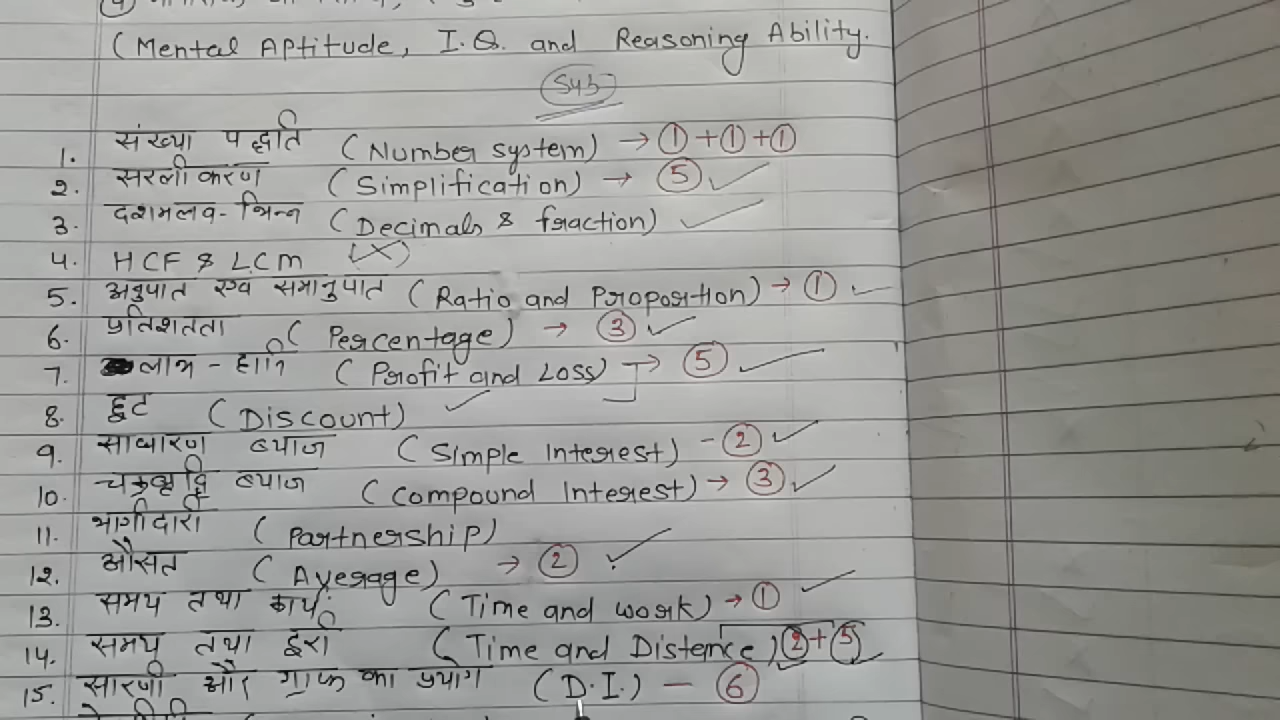 (Mental Aptitude, I.Q. and Reasoning Ability.
1. संख्या पद्धति (Number system) → ① + ① + ①
2. सरलीकरण (Simplification) → ⑤ ✓
3. दशमलव - भिन्न (Decimals & fraction) ✓
4. HCF & LCM (X)
5. अनुपात एवं समानुपात (Ratio and Proportion) → ① ✓
6. प्रतिशतता (Percentage) → ③ ✓
7. लाभ - हानि (Profit and Loss) → ⑤ ✓
8. छूट (Discount) ✓
9. साधारण ब्याज (Simple Interest) - ② ✓
10. चक्रवृद्धि ब्याज (Compound Interest) → ③ ✓
11. भागीदारी (Partnership)
12. औसत (Average) → ② ✓
13. समय तथा कार्य (Time and work) → ① ✓
14. समय तथा दूरी (Time and Distence) ② + ⑤ ✓
15. सारणी और ग्राफ का प्रयोग (D.I.) — ⑥